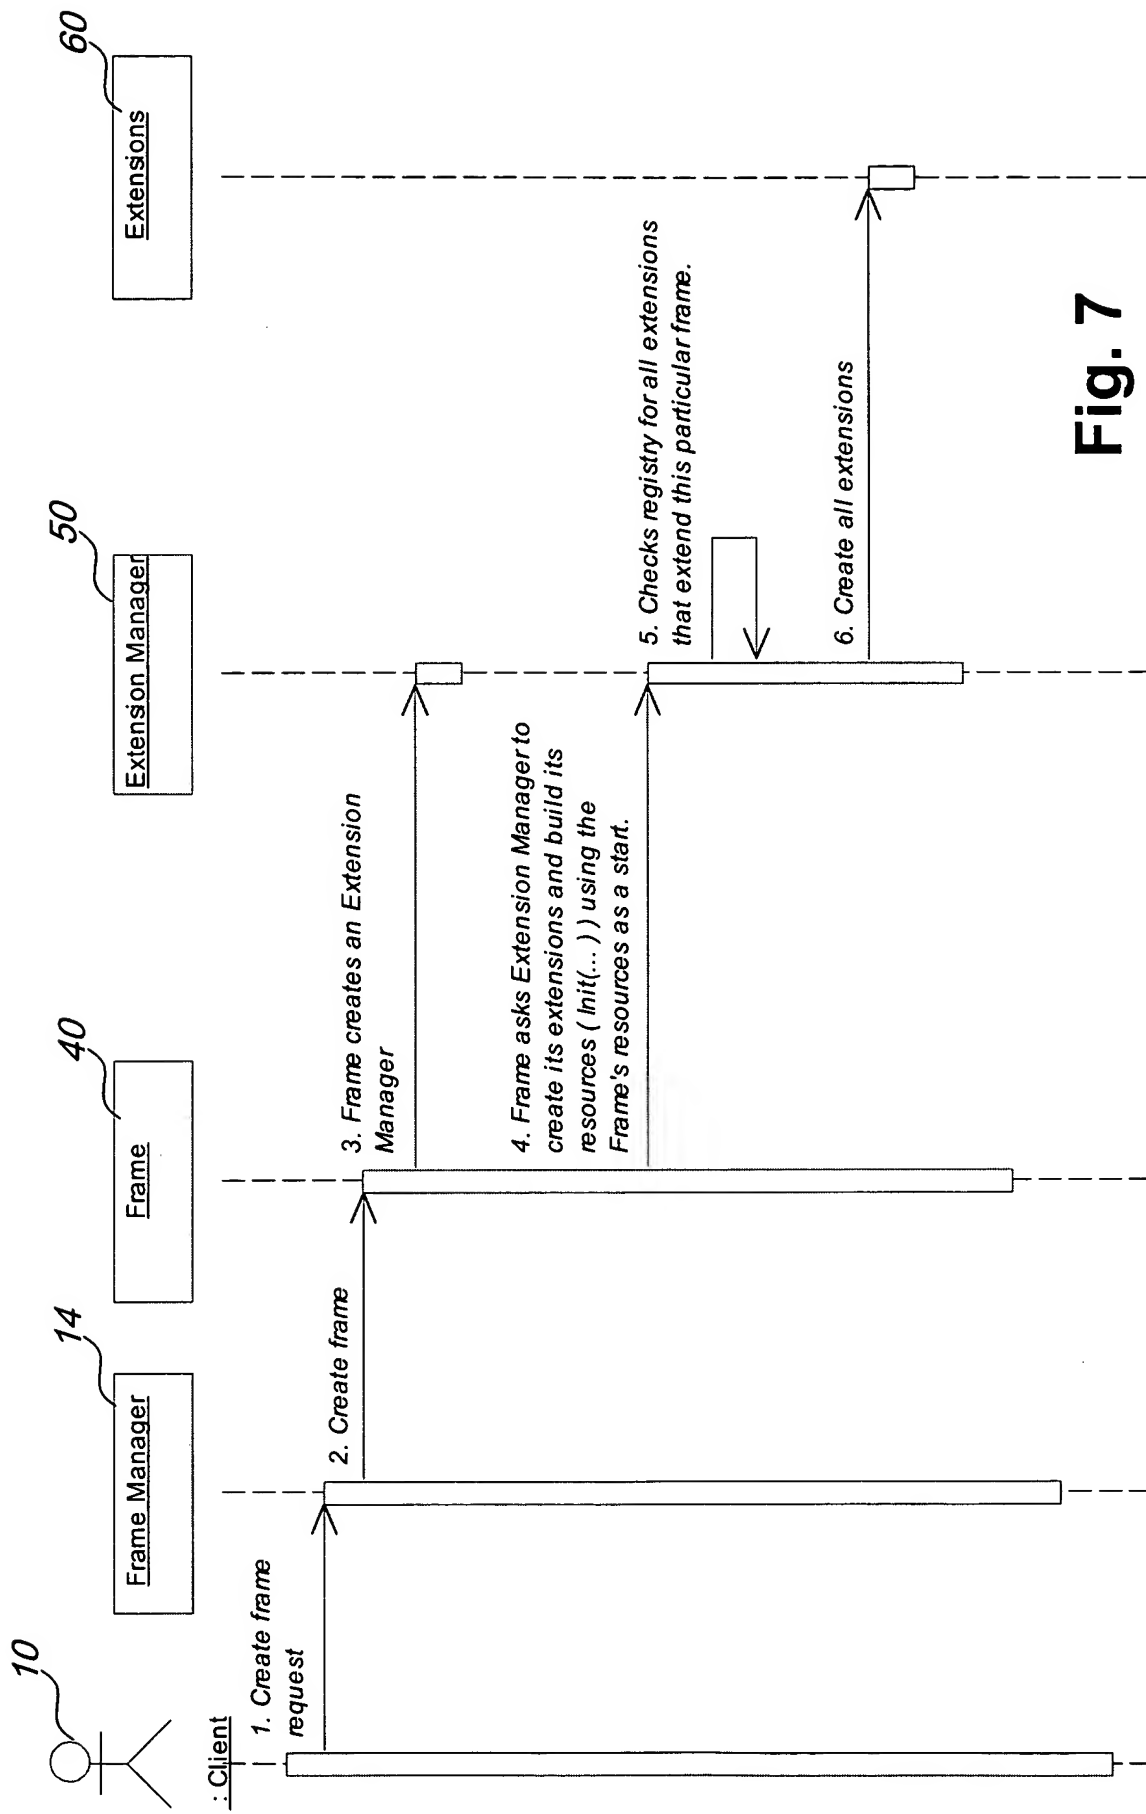 10
: Client
14
Frame Manager
40
Frame
50
Extension Manager
60
Extensions
1. Create frame
request
2. Create frame
3. Frame creates an Extension
Manager
4. Frame asks Extension Manager to
create its extensions and build its
resources ( Init(... ) ) using the
Frame's resources as a start.
5. Checks registry for all extensions
that extend this particular frame.
6. Create all extensions
Fig. 7